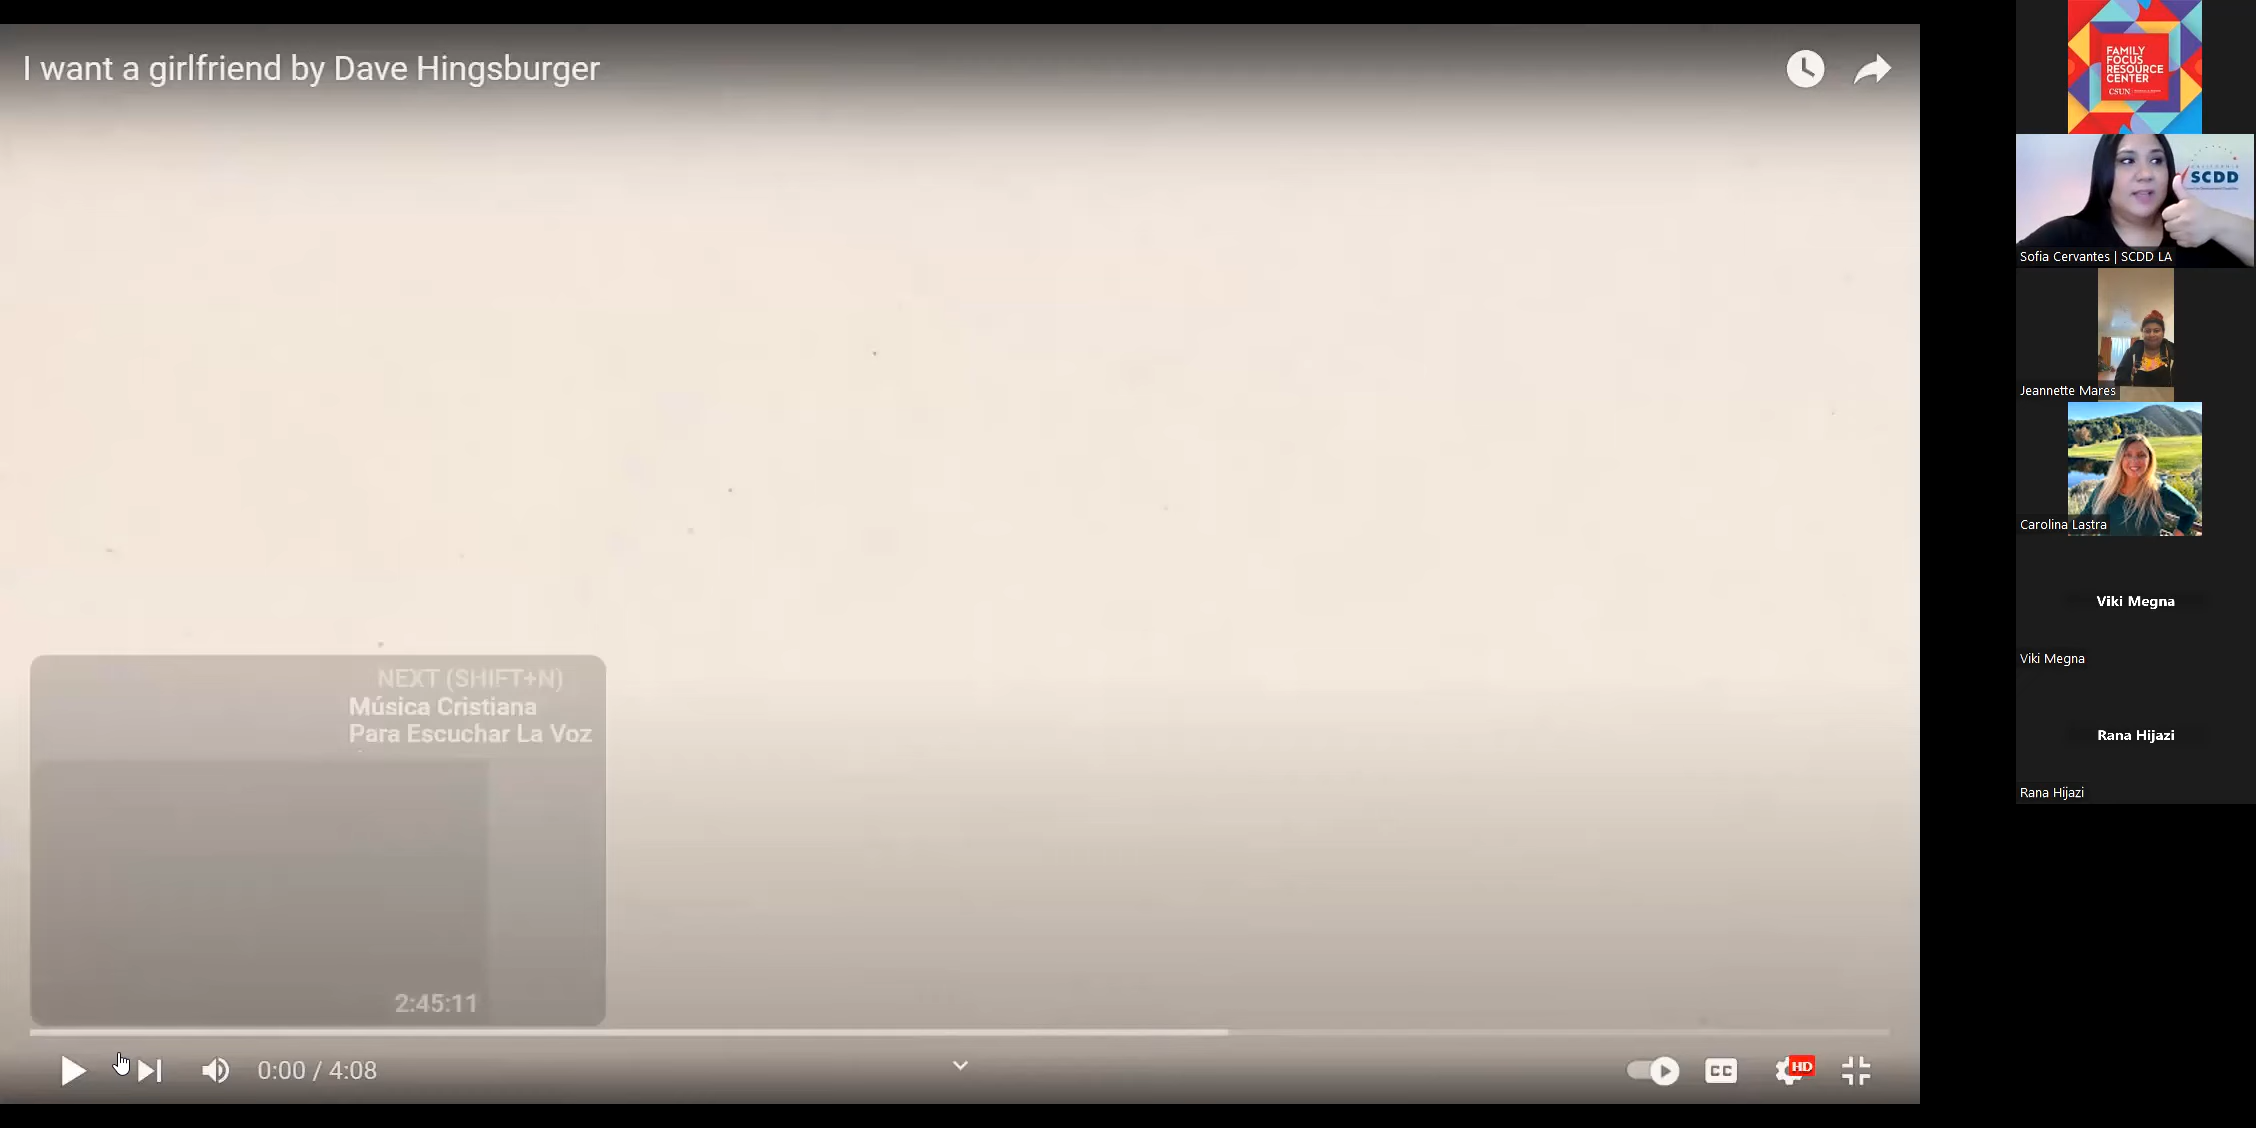 I want a girlfriend by Dave Hingsburger
NEXT (SHIFT+N)
Música Cristiana
Para Escuchar La Voz
2:45:11
0:00 / 4:08
CC
HD
FAMILY
FOCUS
RESOURCE
CENTER
CSUN
SCDD
Sofia Cervantes | SCDD LA
Jeannette Mares
Carolina Lastra
Viki Megna
Viki Megna
Rana Hijazi
Rana Hijazi